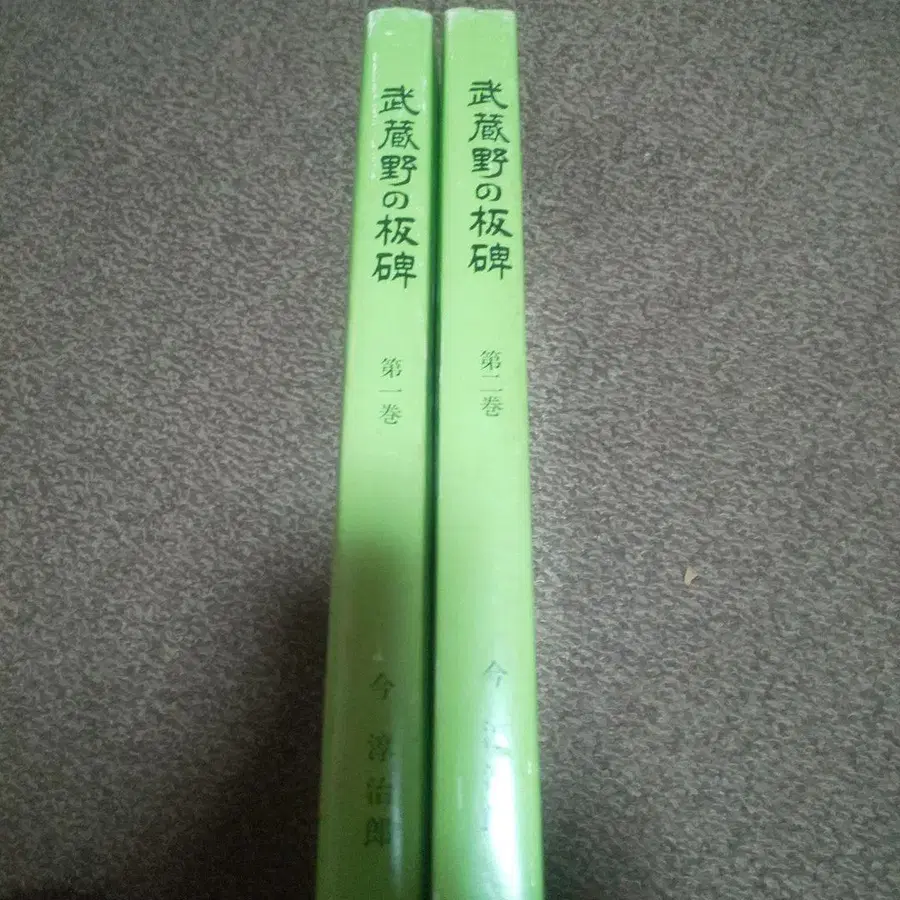 武蔵野の板碑
第一巻
今 淳治郎
武蔵野の板碑
第二巻
今